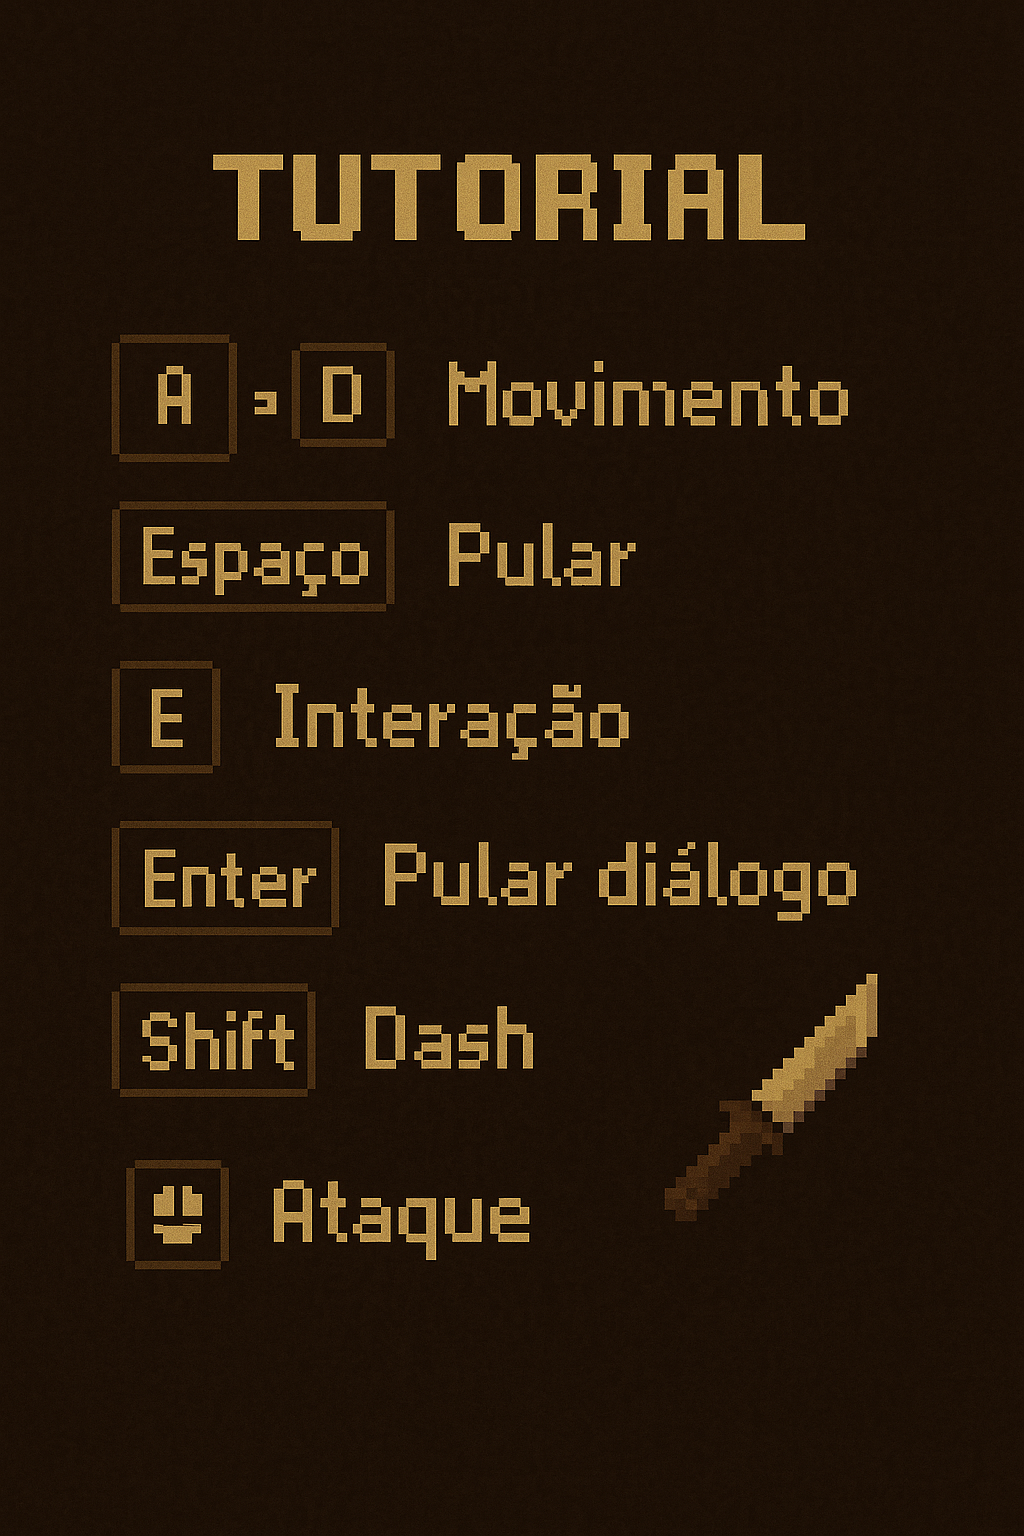 TUTORIAL
A D Movimento
Espaço Pular
E Interação
Enter Pular diálogo
Shift Dash
Ataque